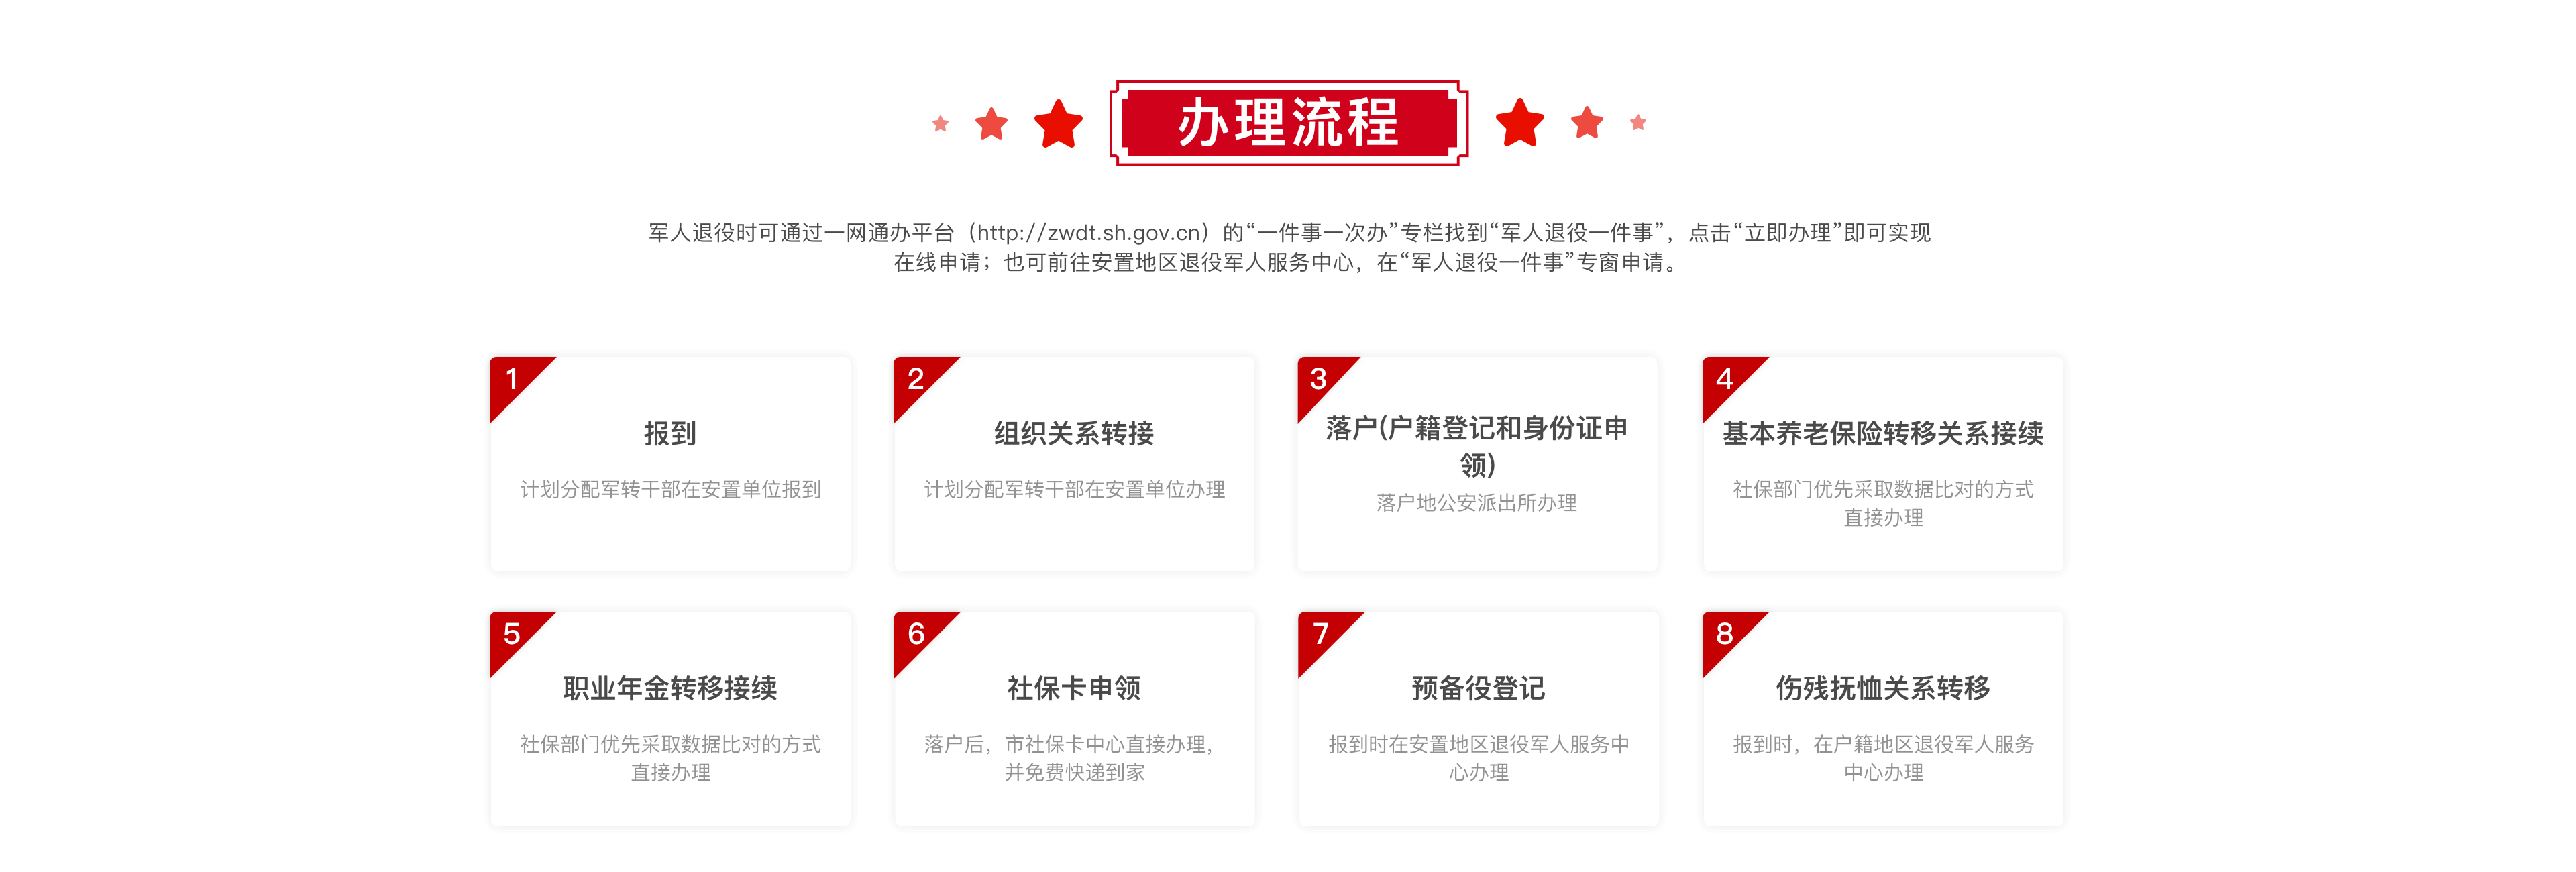 办理流程
军人退役时可通过一网通办平台（http://zwdt.sh.gov.cn）的“一件事一次办”专栏找到“军人退役一件事”，点击“立即办理”即可实现
在线申请；也可前往安置地区退役军人服务中心，在“军人退役一件事”专窗申请。
1
报到
计划分配军转干部在安置单位报到
2
组织关系转接
计划分配军转干部在安置单位办理
3
落户(户籍登记和身份证申
领)
落户地公安派出所办理
4
基本养老保险转移关系接续
社保部门优先采取数据比对的方式
直接办理
5
职业年金转移接续
社保部门优先采取数据比对的方式
直接办理
6
社保卡申领
落户后，市社保卡中心直接办理，
并免费快递到家
7
预备役登记
报到时在安置地区退役军人服务中
心办理
8
伤残抚恤关系转移
报到时，在户籍地区退役军人服务
中心办理